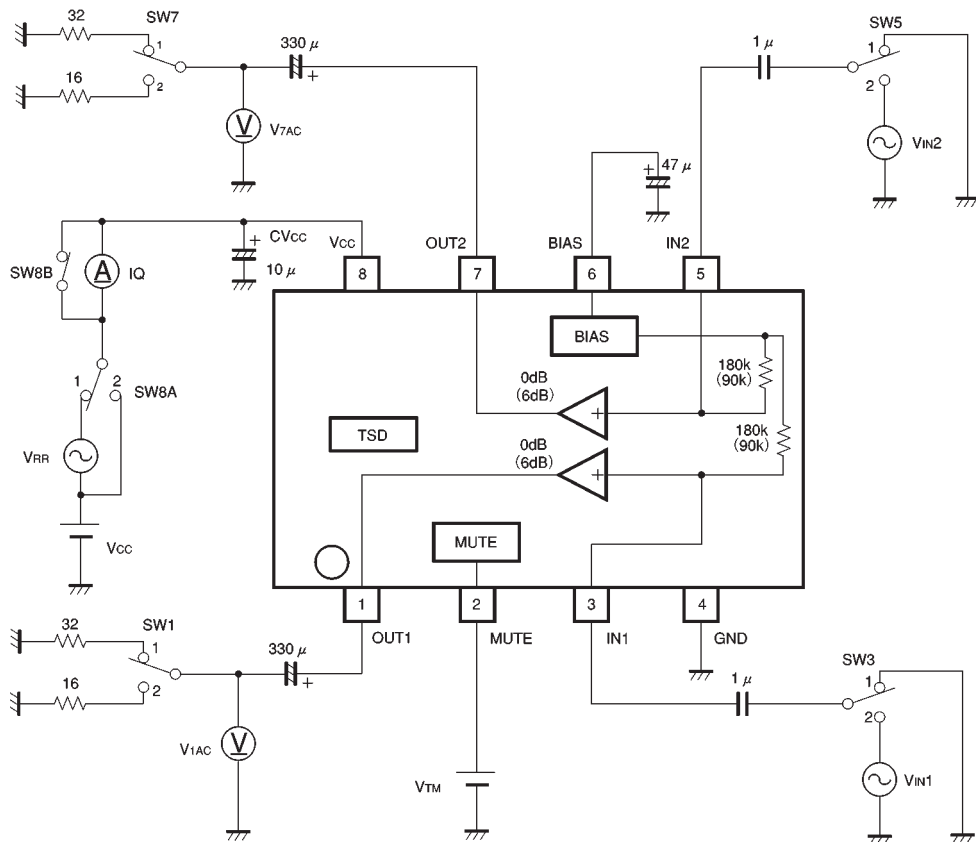 32
SW7
1
2
16
330 μ
+
V7AC
V
1 μ
SW5
1
2
VIN2
+
47 μ
SW8B
A
IQ
+
CVCC
10 μ
VCC
OUT2
BIAS
IN2
8
7
6
5
1
2
SW8A
VRR
VCC
BIAS
180k
(90k)
0dB
(6dB)
+
TSD
180k
(90k)
0dB
(6dB)
+
MUTE
1
2
3
4
OUT1
MUTE
IN1
GND
32
SW1
1
2
16
330 μ
+
V1AC
V
VTM
1 μ
SW3
1
2
VIN1